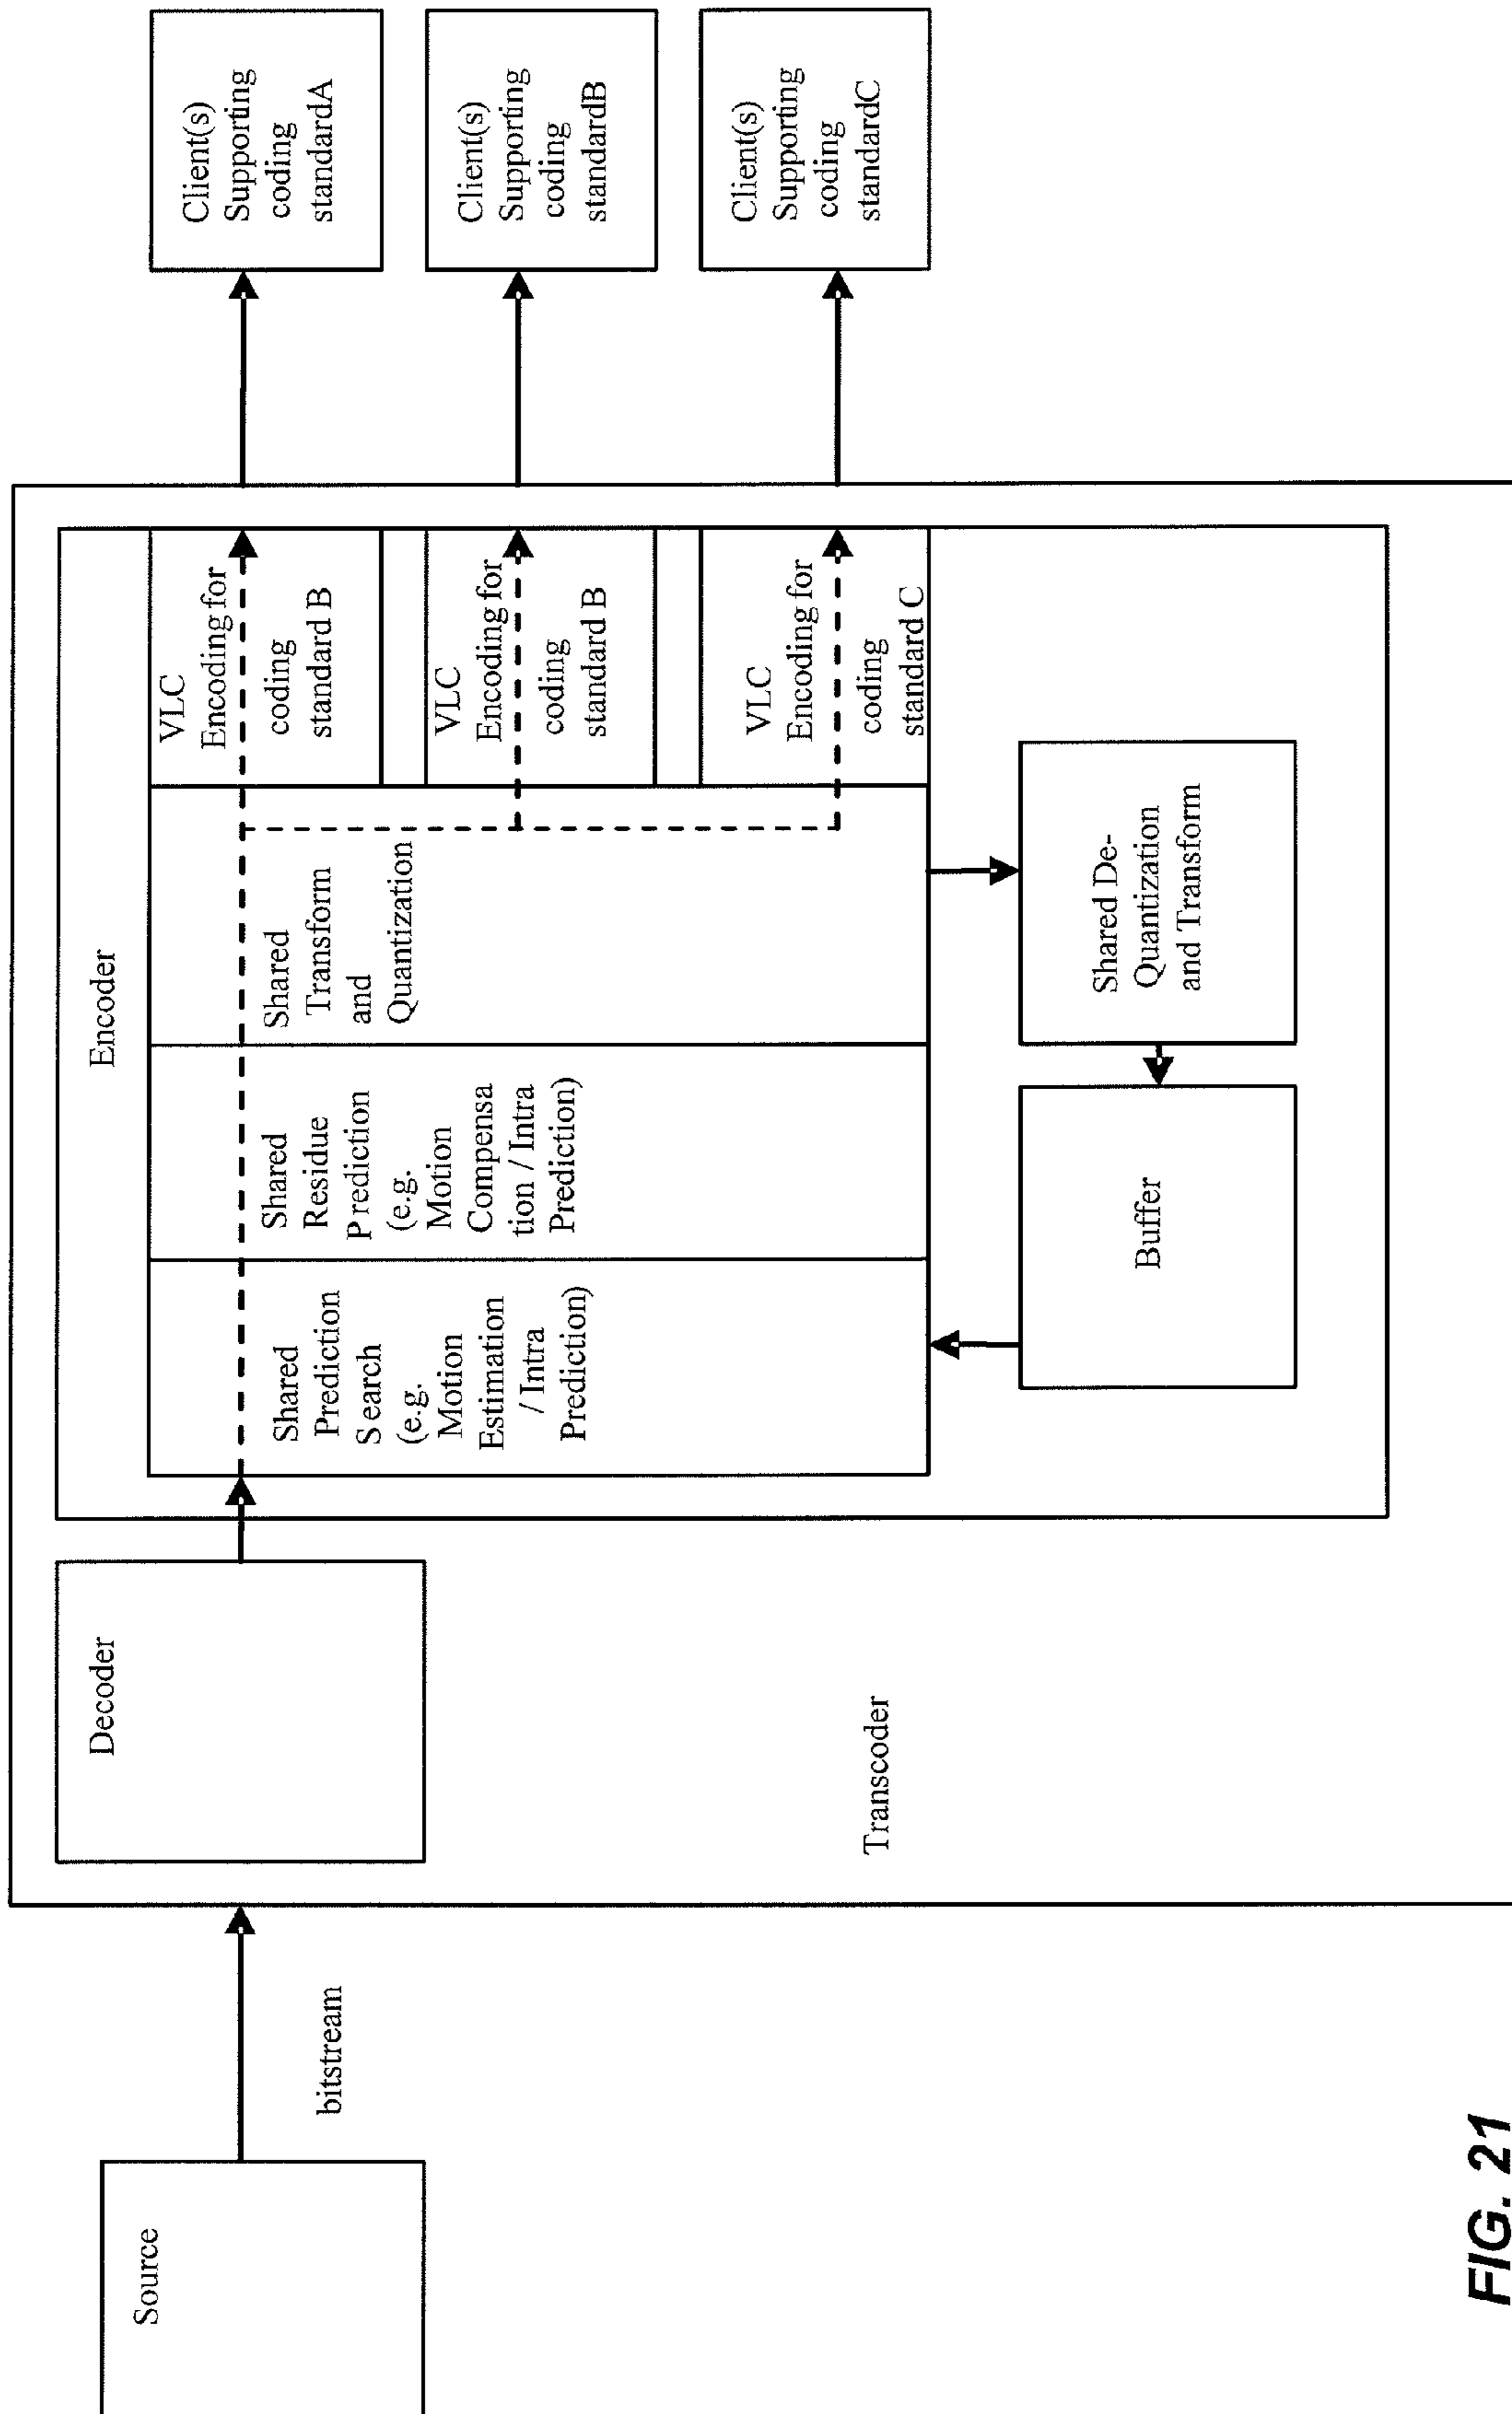 Source
bitstream
Transcoder
Decoder
Encoder
Shared
Prediction
Search
(e.g.
Motion
Estimation
/ Intra
Prediction)
Shared
Residue
Prediction
(e.g.
Motion
Compensa
tion / Intra
Prediction)
Shared
Transform
and
Quantization
VLC
Encoding for
coding
standard B
VLC
Encoding for
coding
standard B
VLC
Encoding for
coding
standard C
Buffer
Shared De-
Quantization
and Transform
Client(s)
Supporting
coding
standardA
Client(s)
Supporting
coding
standardB
Client(s)
Supporting
coding
standardC
FIG. 21